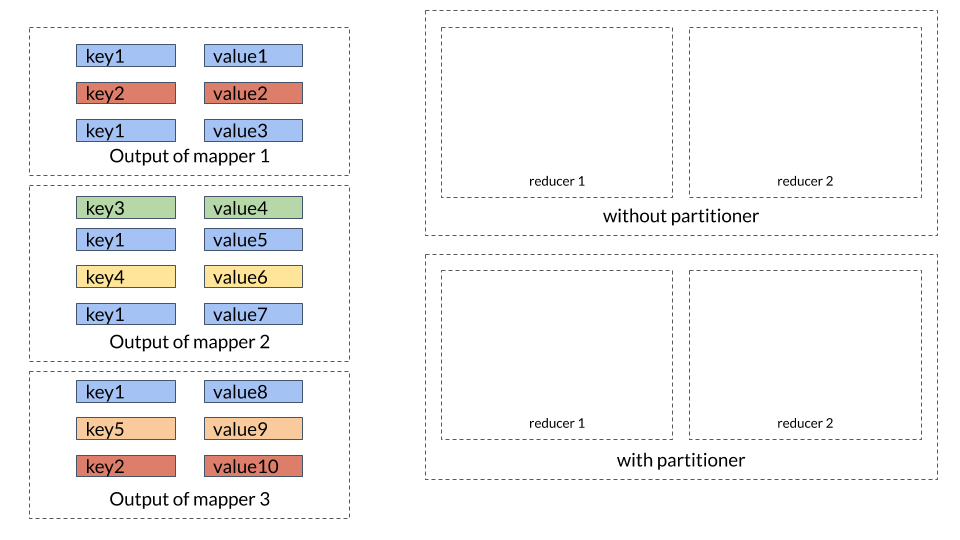 key1 value1
key2 value2
key1 value3
Output of mapper 1
key3 value4
key1 value5
key4 value6
key1 value7
Output of mapper 2
key1 value8
key5 value9
key2 value10
Output of mapper 3
reducer 1 reducer 2
without partitioner
reducer 1 reducer 2
with partitioner